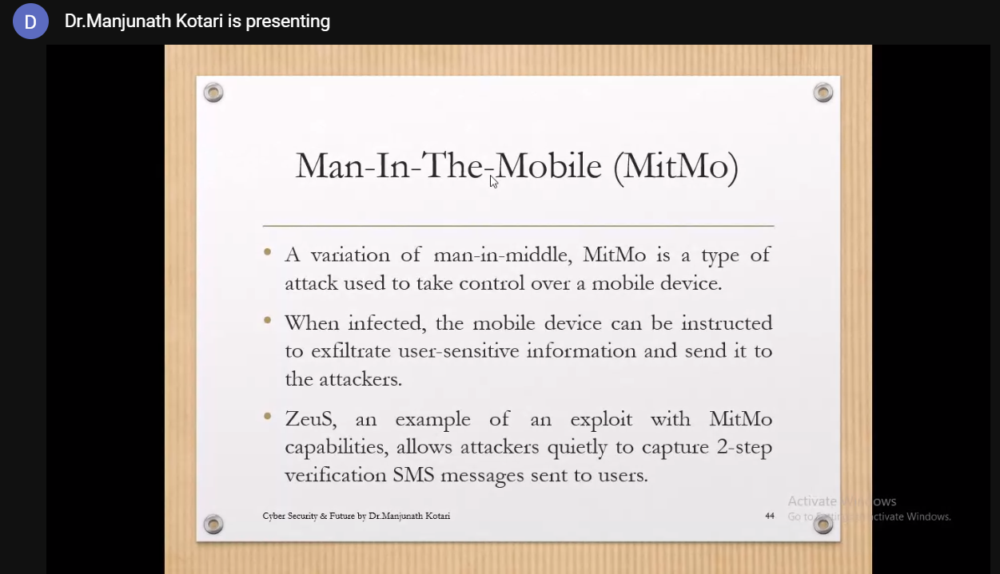 D
Dr.Manjunath Kotari is presenting
Man-In-The-Mobile (MitMo)
• A variation of man-in-middle, MitMo is a type of
attack used to take control over a mobile device.
• When infected, the mobile device can be instructed
to exfiltrate user-sensitive information and send it to
the attackers.
• ZeuS, an example of an exploit with MitMo
capabilities, allows attackers quietly to capture 2-step
verification SMS messages sent to users.
Cyber Security & Future by Dr.Manjunath Kotari
44
Activate Windows
Go to Settings to activate Windows.